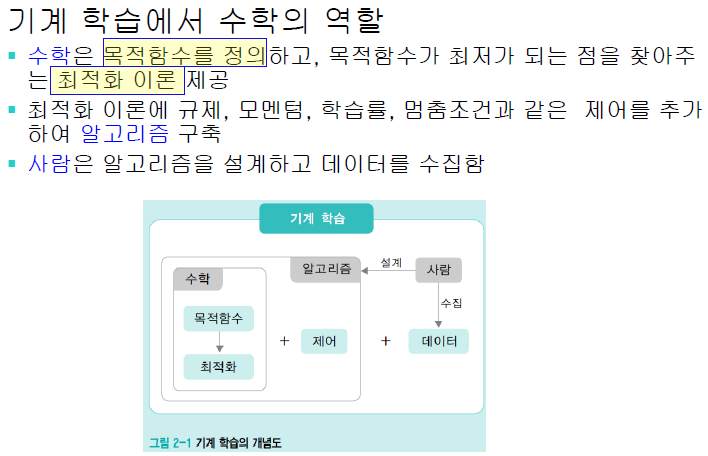 기계 학습에서 수학의 역할
수학은 목적함수를 정의하고, 목적함수가 최저가 되는 점을 찾아주
는 최적화 이론 제공
최적화 이론에 규제, 모멘텀, 학습률, 멈춤조건과 같은 제어를 추가
하여 알고리즘 구축
사람은 알고리즘을 설계하고 데이터를 수집함
기계 학습
수학
알고리즘
설계
사람
수집
목적함수
최적화
+
제어
+
데이터
그림 2-1 기계 학습의 개념도